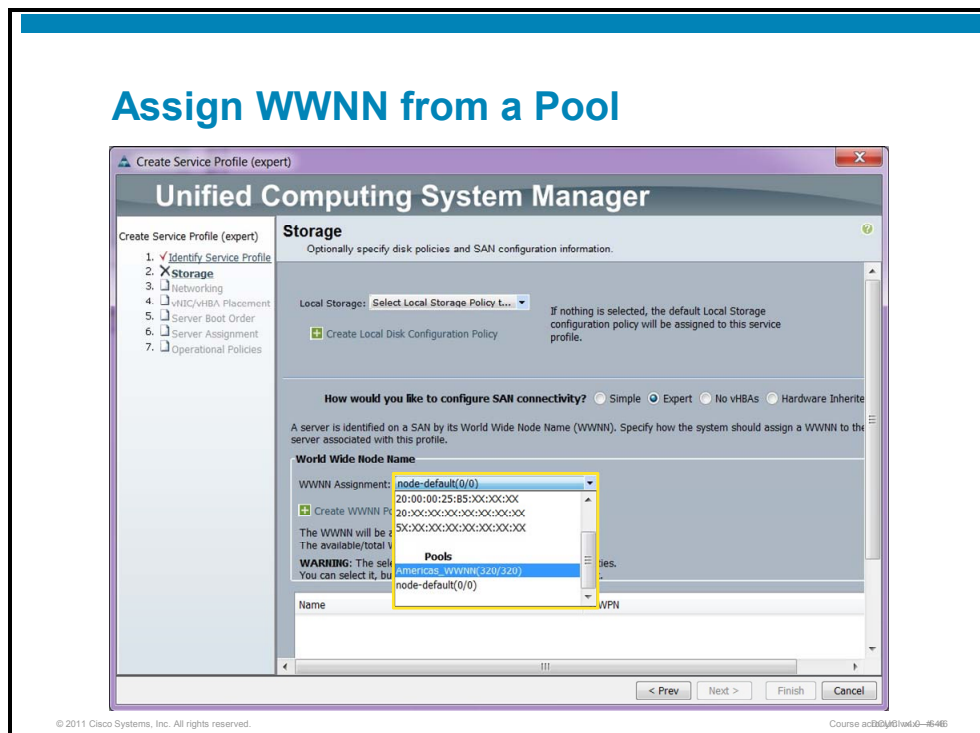 Assign WWNN from a Pool
Create Service Profile (expert)
Unified Computing System Manager
Create Service Profile (expert)
1. Identify Service Profile
2. Storage
3. Networking
4. vNIC/vHBA Placement
5. Server Boot Order
6. Server Assignment
7. Operational Policies
Storage
Optionally specify disk policies and SAN configuration information.
Local Storage: Select Local Storage Policy t...
Create Local Disk Configuration Policy
If nothing is selected, the default Local Storage
configuration policy will be assigned to this service
profile.
How would you like to configure SAN connectivity? Simple Expert No vHBAs Hardware Inherite
A server is identified on a SAN by its World Wide Node Name (WWNN). Specify how the system should assign a WWNN to the
server associated with this profile.
World Wide Node Name
WWNN Assignment: node-default(0/0)
20:00:00:25:B5:XX:XX:XX
20:XX:XX:XX:XX:XX:XX:XX
5X:XX:XX:XX:XX:XX:XX:XX
Pools
Americas_WWNN(320/320)
node-default(0/0)
Create WWNN
The WWNN will be
The available/total
WARNING: The
You can select it,
Name
< Prev Next > Finish Cancel
© 2011 Cisco Systems, Inc. All rights reserved.
Course